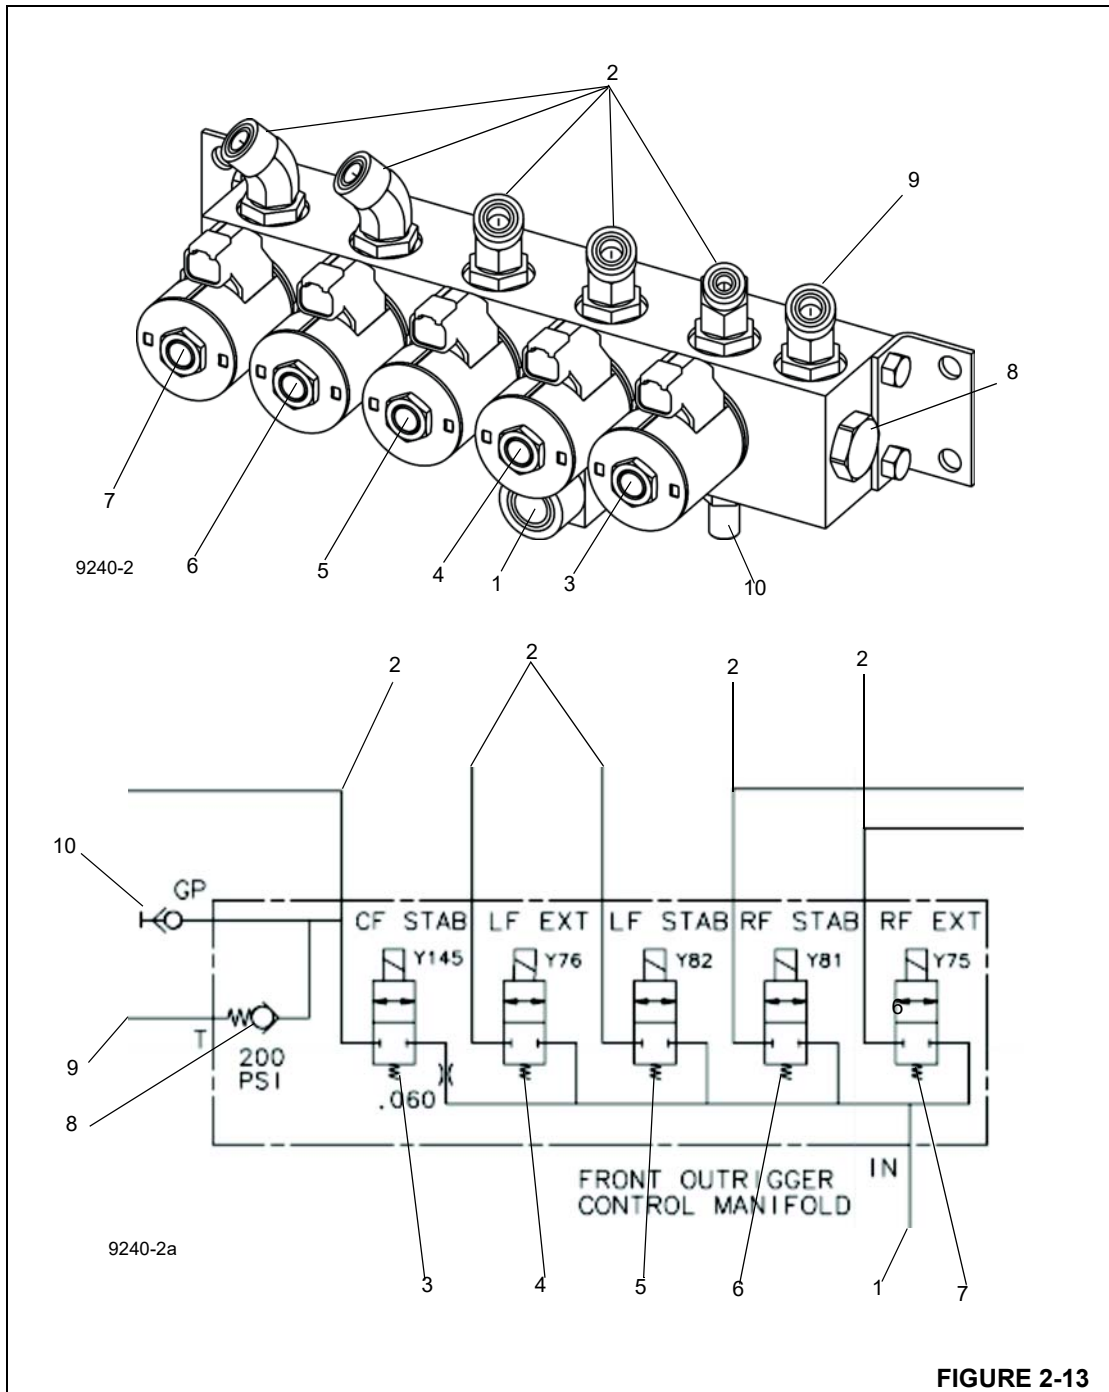 2
9
8
7
6
5
4
1
3
10
9240-2
2
2
2
2
10
GP
CF STAB LF EXT LF STAB RF STAB RF EXT
Y145 Y76 Y82 Y81 Y75
6
T
200
PSI
.060
9
8
IN
FRONT OUTRIGGER
CONTROL MANIFOLD
9240-2a
3
4
5
6
1
7
FIGURE 2-13